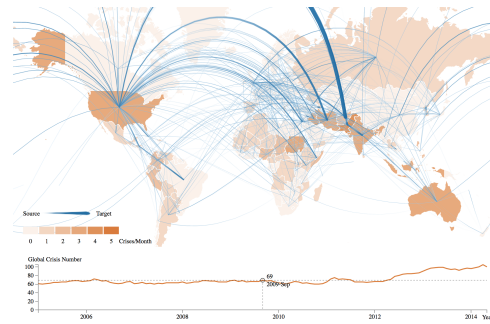 Source Target
0 1 2 3 4 5 Crises/Month
Global Crisis Number
100
80
60
40
20
0
69
2009-Sep
2006 2008 2010 2012 2014 Yea